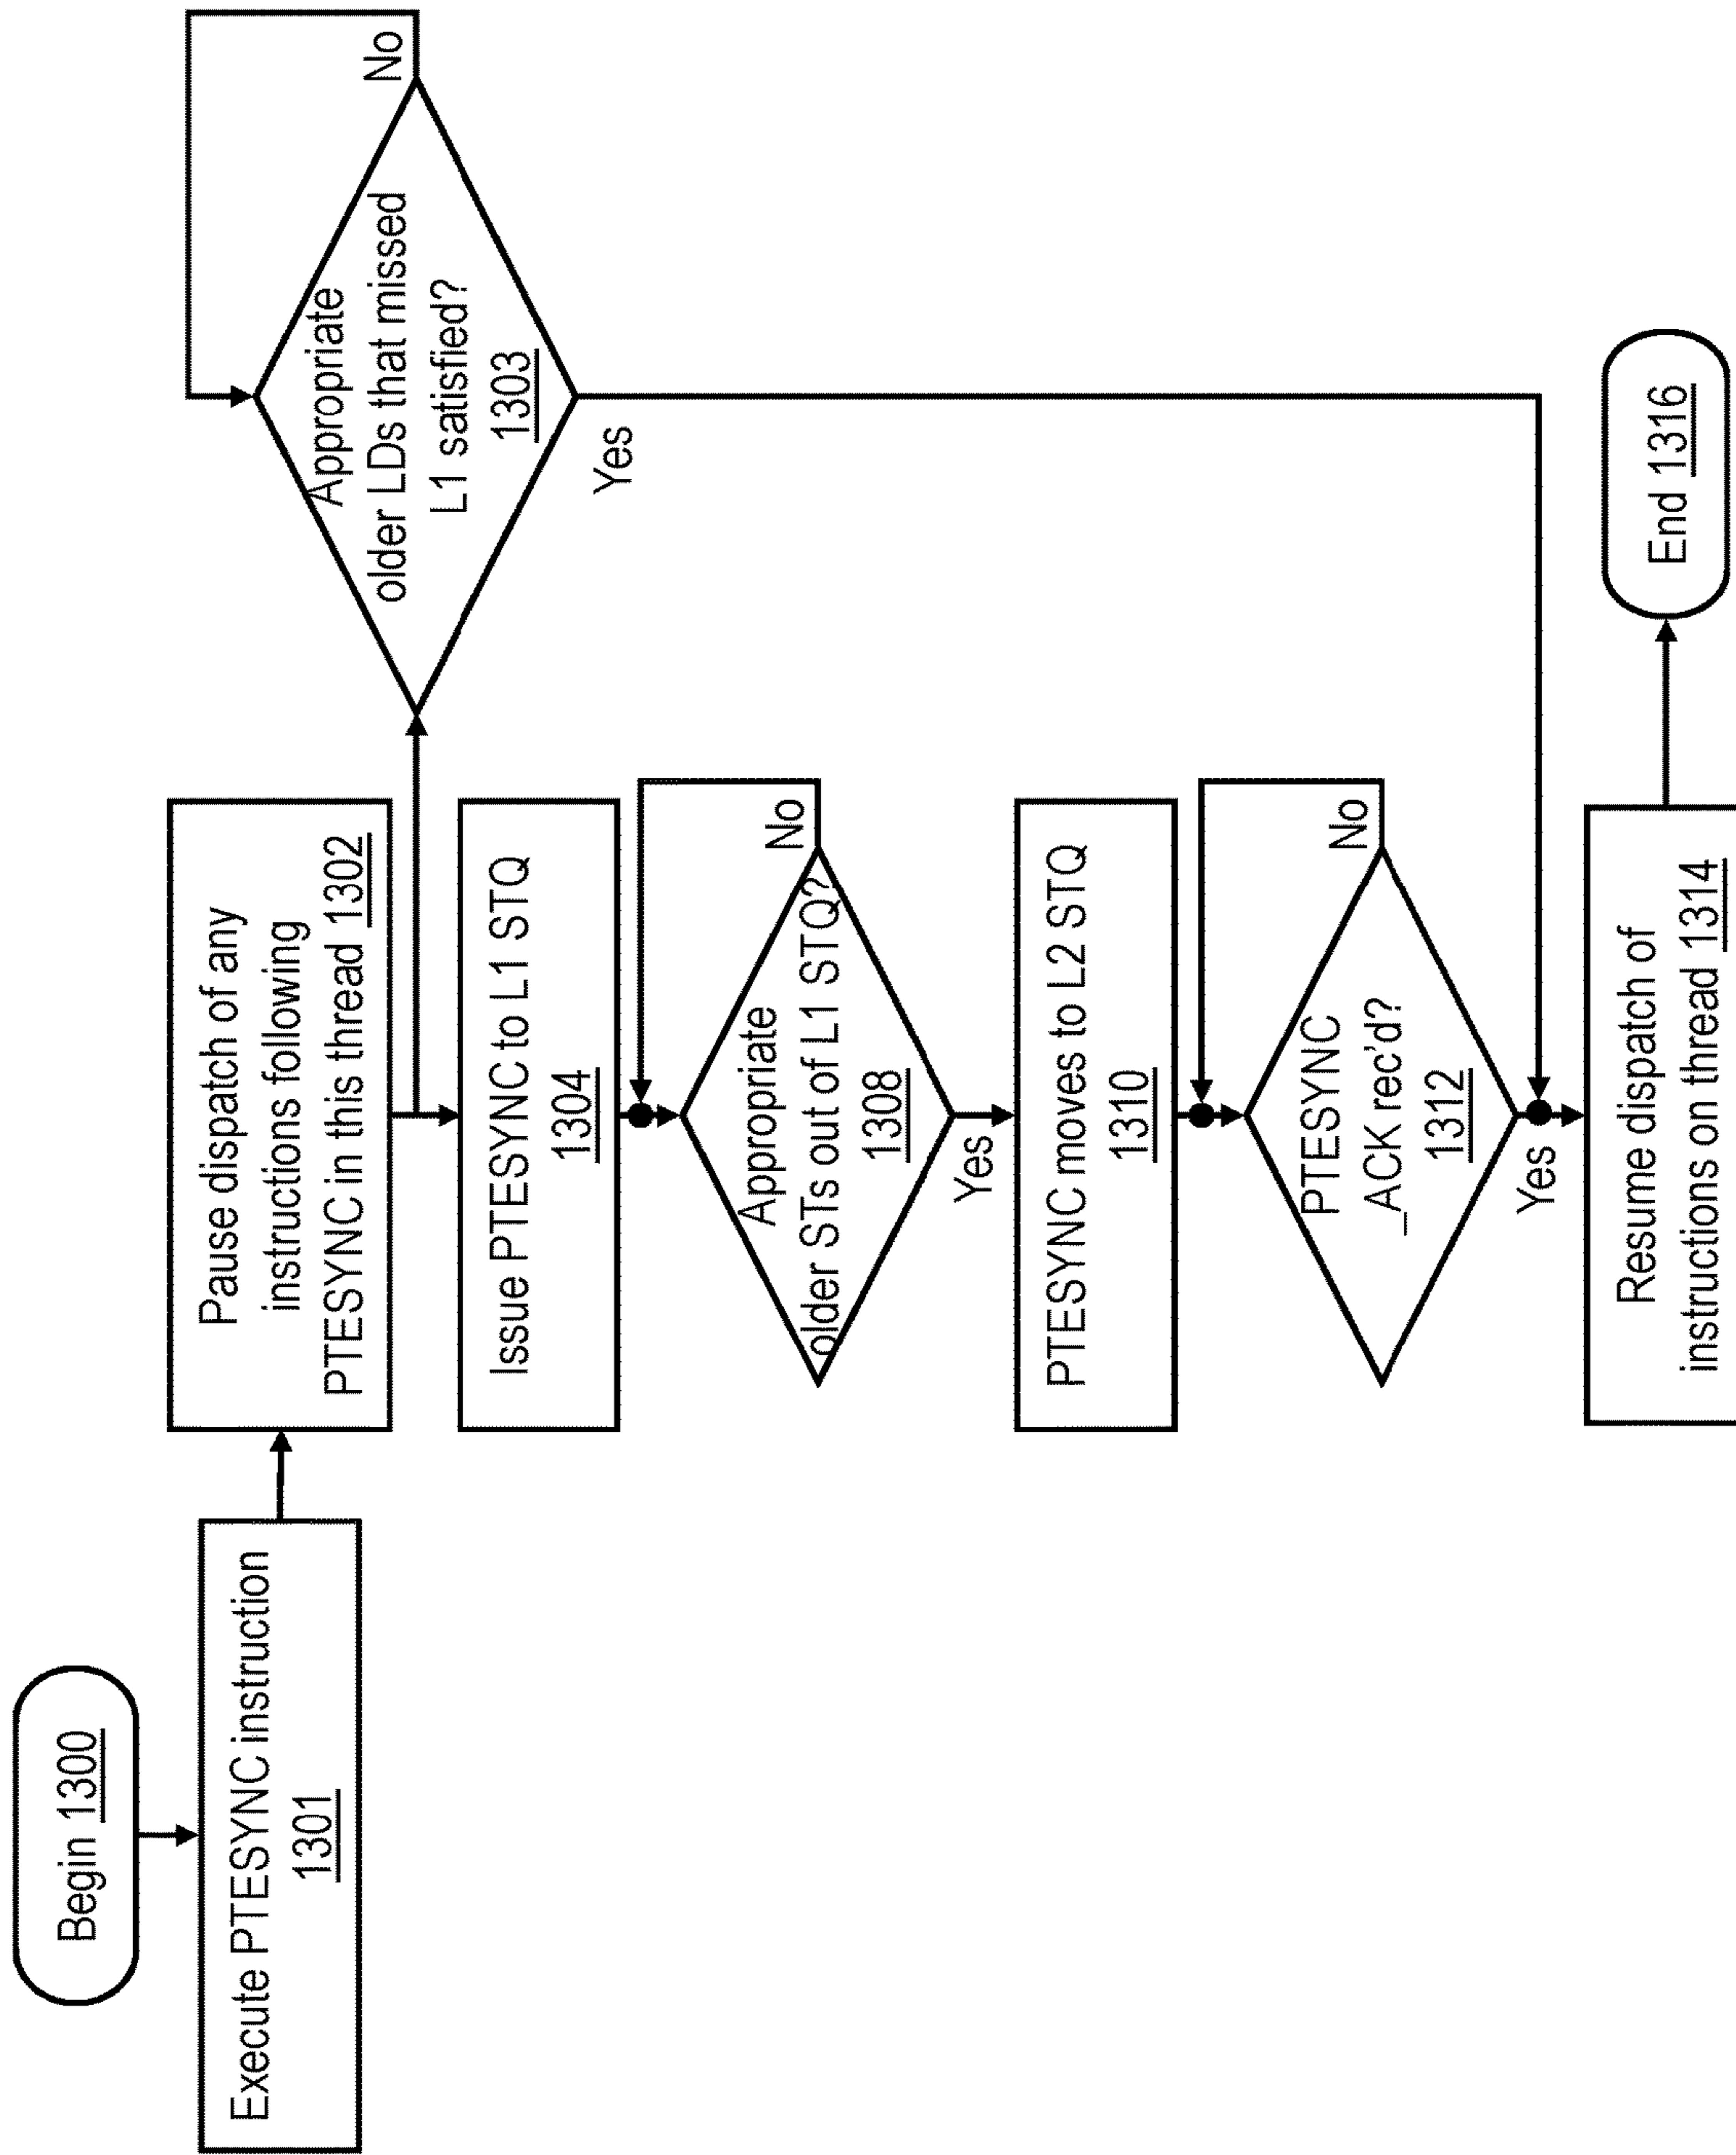 Begin 1300
Execute PTESYNC instruction
1301
Pause dispatch of any
instructions following
PTESYNC in this thread 1302
Appropriate
older LDs that missed
L1 satisfied?
1303
No
Yes
Issue PTESYNC to L1 STQ
1304
Appropriate
older STs out of L1 STQ?
1308
No
Yes
PTESYNC moves to L2 STQ
1310
PTESYNC
_ACK rec'd?
1312
No
Yes
Resume dispatch of
instructions on thread 1314
End 1316